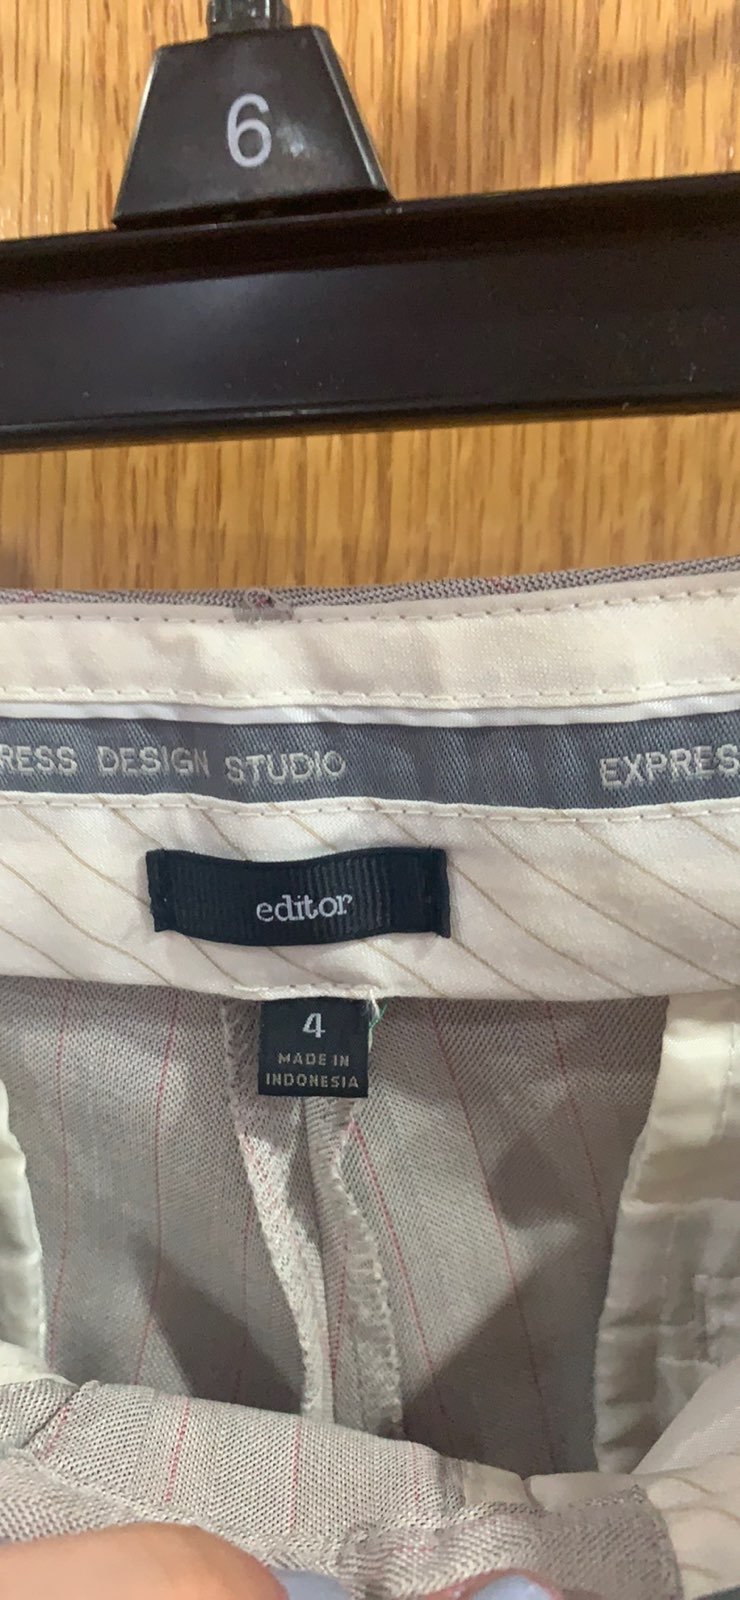 6
RESS DESIGN STUDIO EXPRES
editor
4
MADE IN
INDONESIA